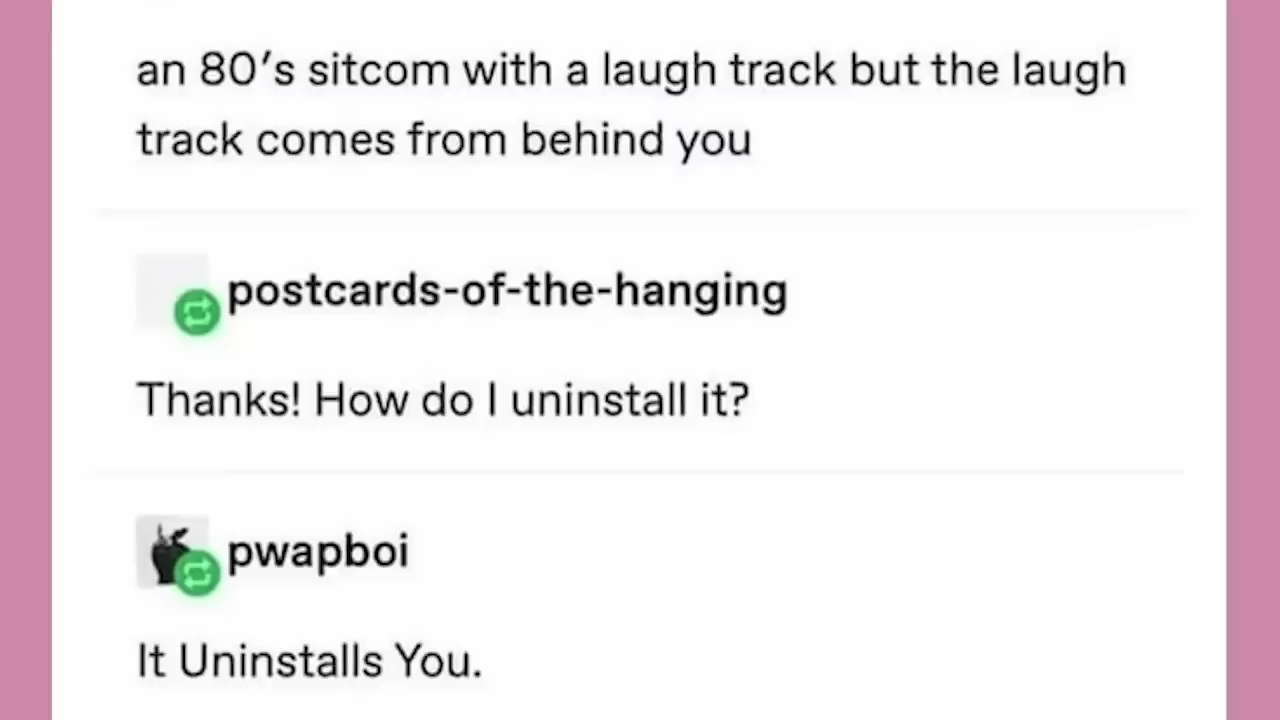 an 80's sitcom with a laugh track but the laugh
track comes from behind you
postcards-of-the-hanging
Thanks! How do I uninstall it?
pwapboi
It Uninstalls You.